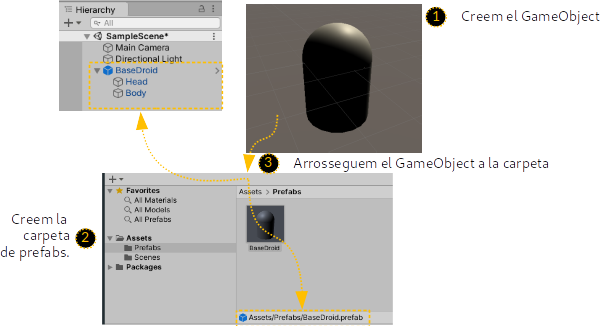 Hierarchy
All
SampleScene*
Main Camera
Directional Light
BaseDroid
Head
Body
1 Creem el GameObject
3 Arrosseguem el GameObject a la carpeta
Creem la
carpeta
de prefabs.
2
Favorites
All Materials
All Models
All Prefabs
Assets
Prefabs
Scenes
Packages
Assets > Prefabs
BaseDroid
Assets/Prefabs/BaseDroid.prefab